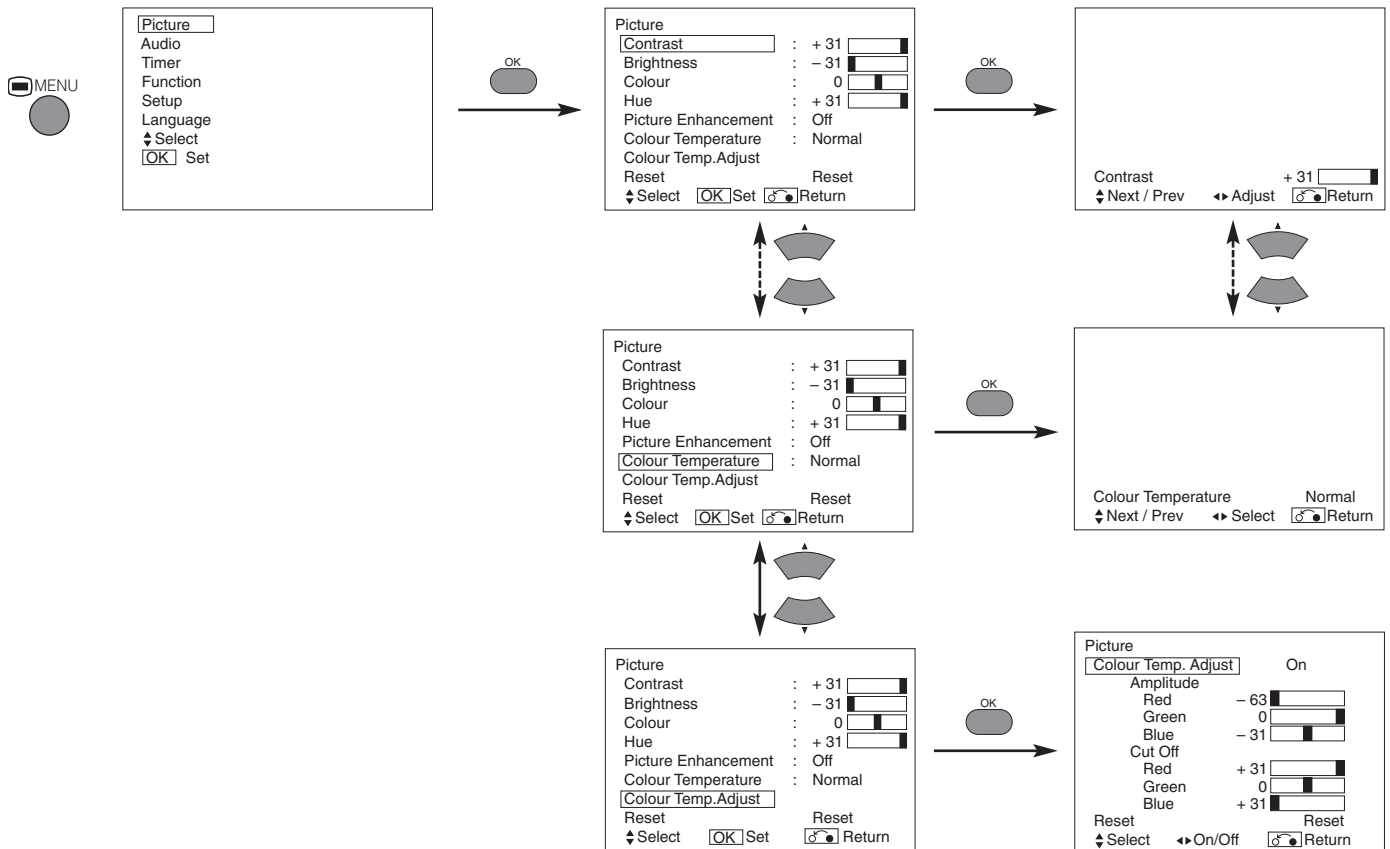 MENU
Picture
Audio
Timer
Function
Setup
Language
Select
OK Set
OK
Picture
Contrast : + 31
Brightness : – 31
Colour : 0
Hue : + 31
Picture Enhancement : Off
Colour Temperature : Normal
Colour Temp.Adjust
Reset Reset
Select OK Set Return
OK
Contrast + 31
Next / Prev Adjust Return
Picture
Contrast : + 31
Brightness : – 31
Colour : 0
Hue : + 31
Picture Enhancement : Off
Colour Temperature : Normal
Colour Temp.Adjust
Reset Reset
Select OK Set Return
OK
Colour Temperature Normal
Next / Prev Select Return
Picture
Contrast : + 31
Brightness : – 31
Colour : 0
Hue : + 31
Picture Enhancement : Off
Colour Temperature : Normal
Colour Temp.Adjust
Reset Reset
Select OK Set Return
OK
Picture
Colour Temp. Adjust On
Amplitude
Red – 63
Green 0
Blue – 31
Cut Off
Red + 31
Green 0
Blue + 31
Reset Reset
Select On/Off Return